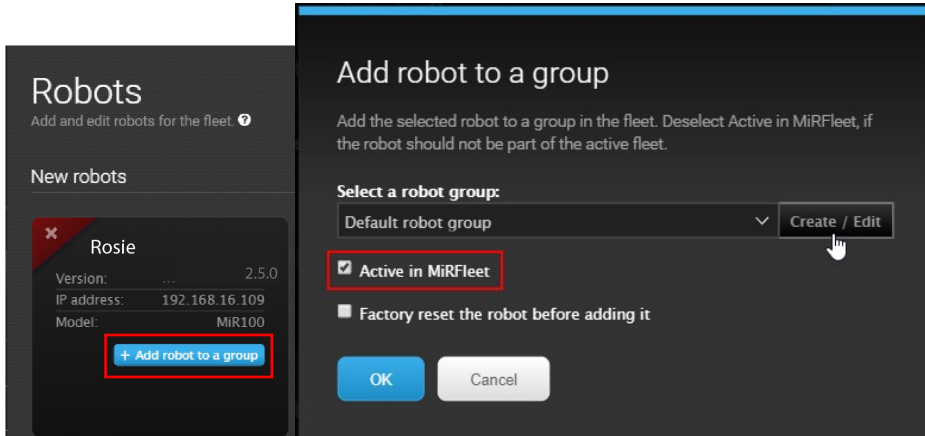 Robots
Add and edit robots for the fleet. ?
New robots
Rosie
Version: ... 2.5.0
IP address: 192.168.16.109
Model: MiR100
+ Add robot to a group
Add robot to a group
Add the selected robot to a group in the fleet. Deselect Active in MiRFleet, if
the robot should not be part of the active fleet.
Select a robot group:
Default robot group
Create / Edit
Active in MiRFleet
Factory reset the robot before adding it
OK
Cancel